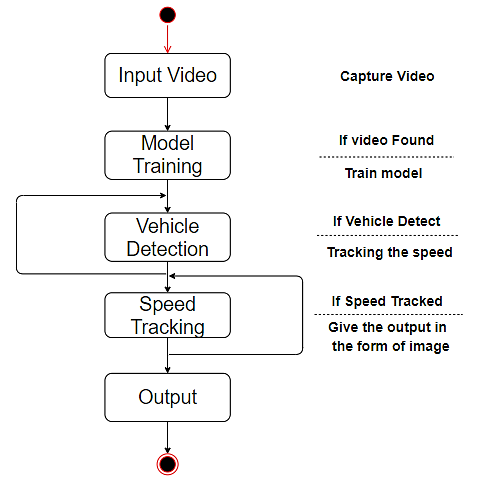 Input Video
Capture Video
Model
Training
If video Found
Train model
Vehicle
Detection
If Vehicle Detect
Tracking the speed
Speed
Tracking
If Speed Tracked
Give the output in
the form of image
Output